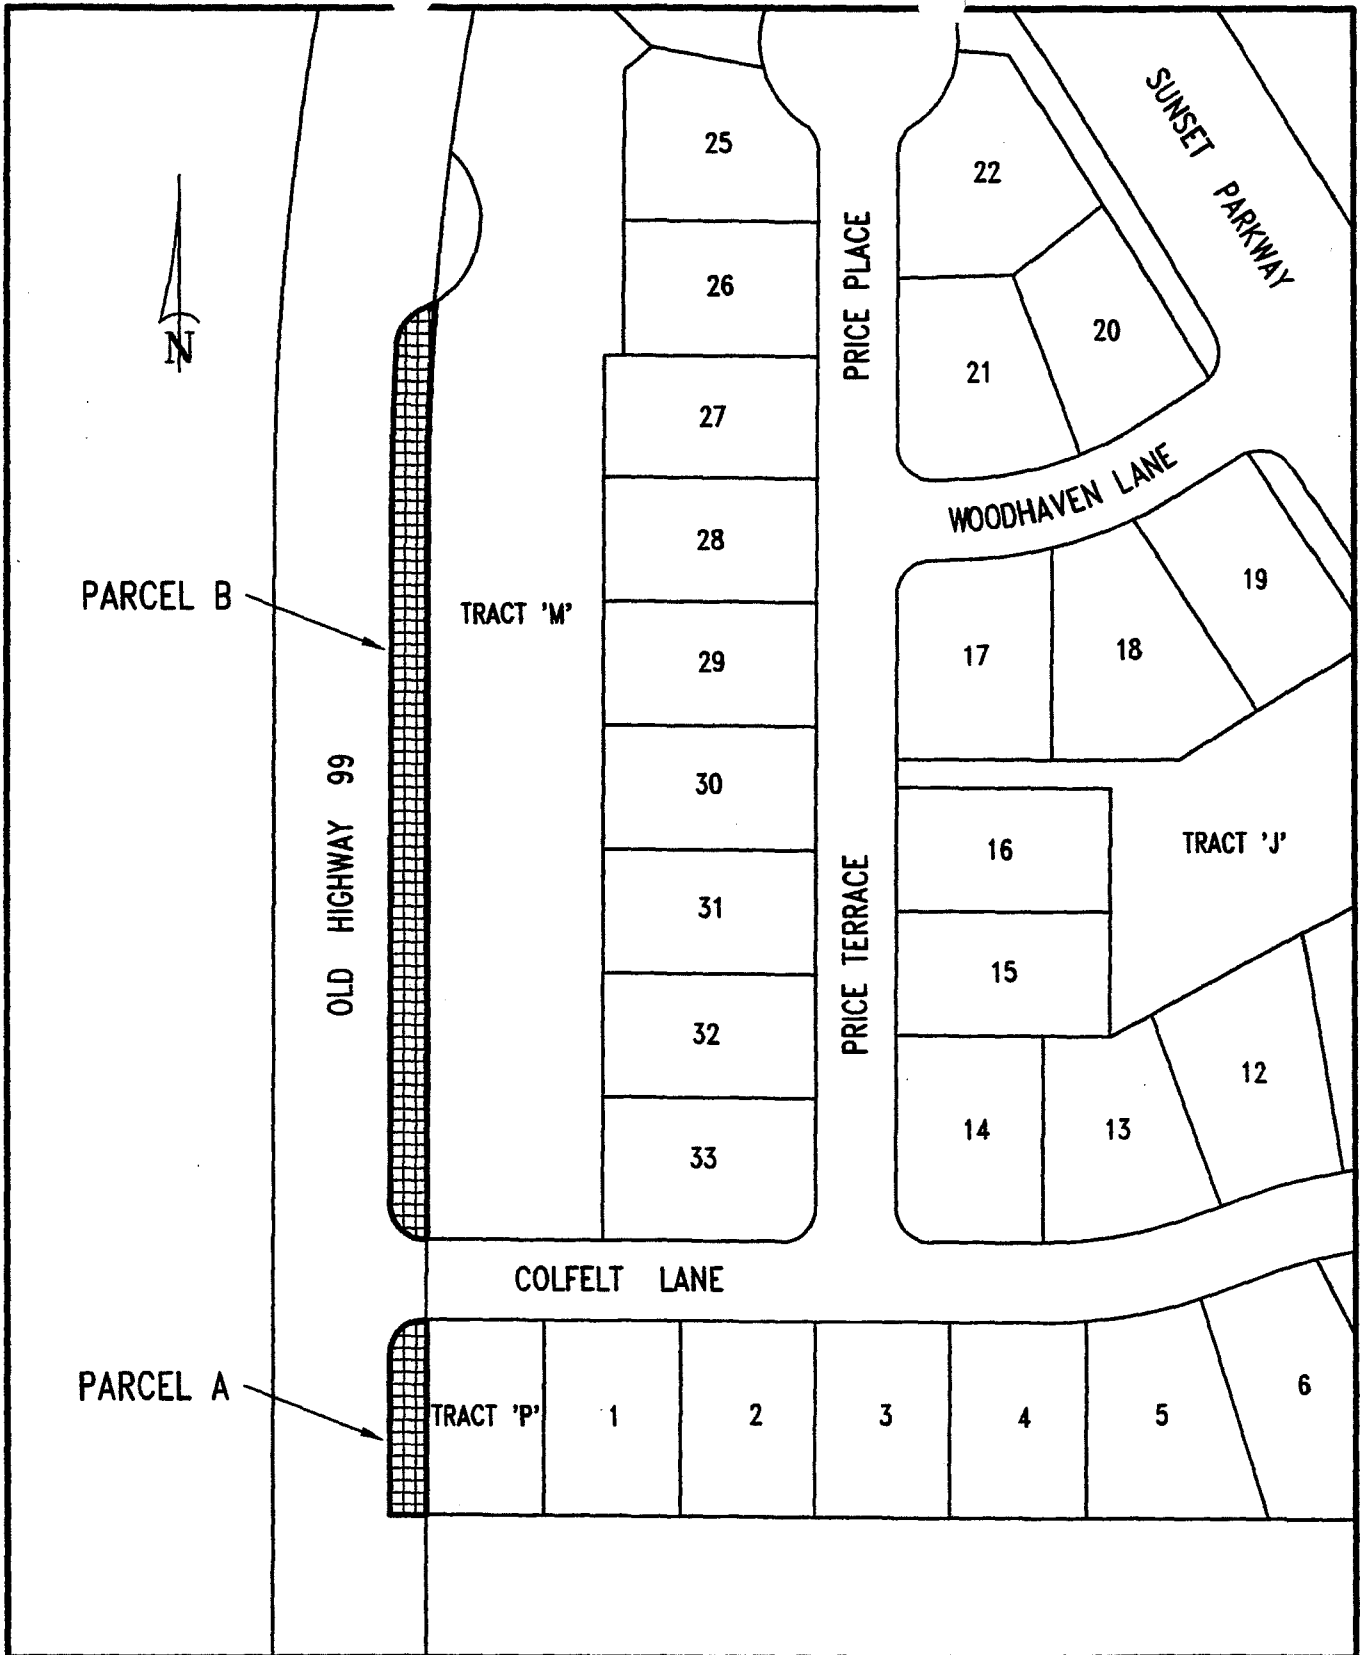 SUNSET PARKWAY
25
22
PRICE PLACE
26
20
N
21
27
WOODHAVEN LANE
28
19
PARCEL B
TRACT 'M'
29
17
18
30
OLD HIGHWAY 99
16
TRACT 'J'
31
PRICE TERRACE
15
32
12
14
13
33
COLFELT LANE
PARCEL A
TRACT 'P'
1
2
3
4
5
6